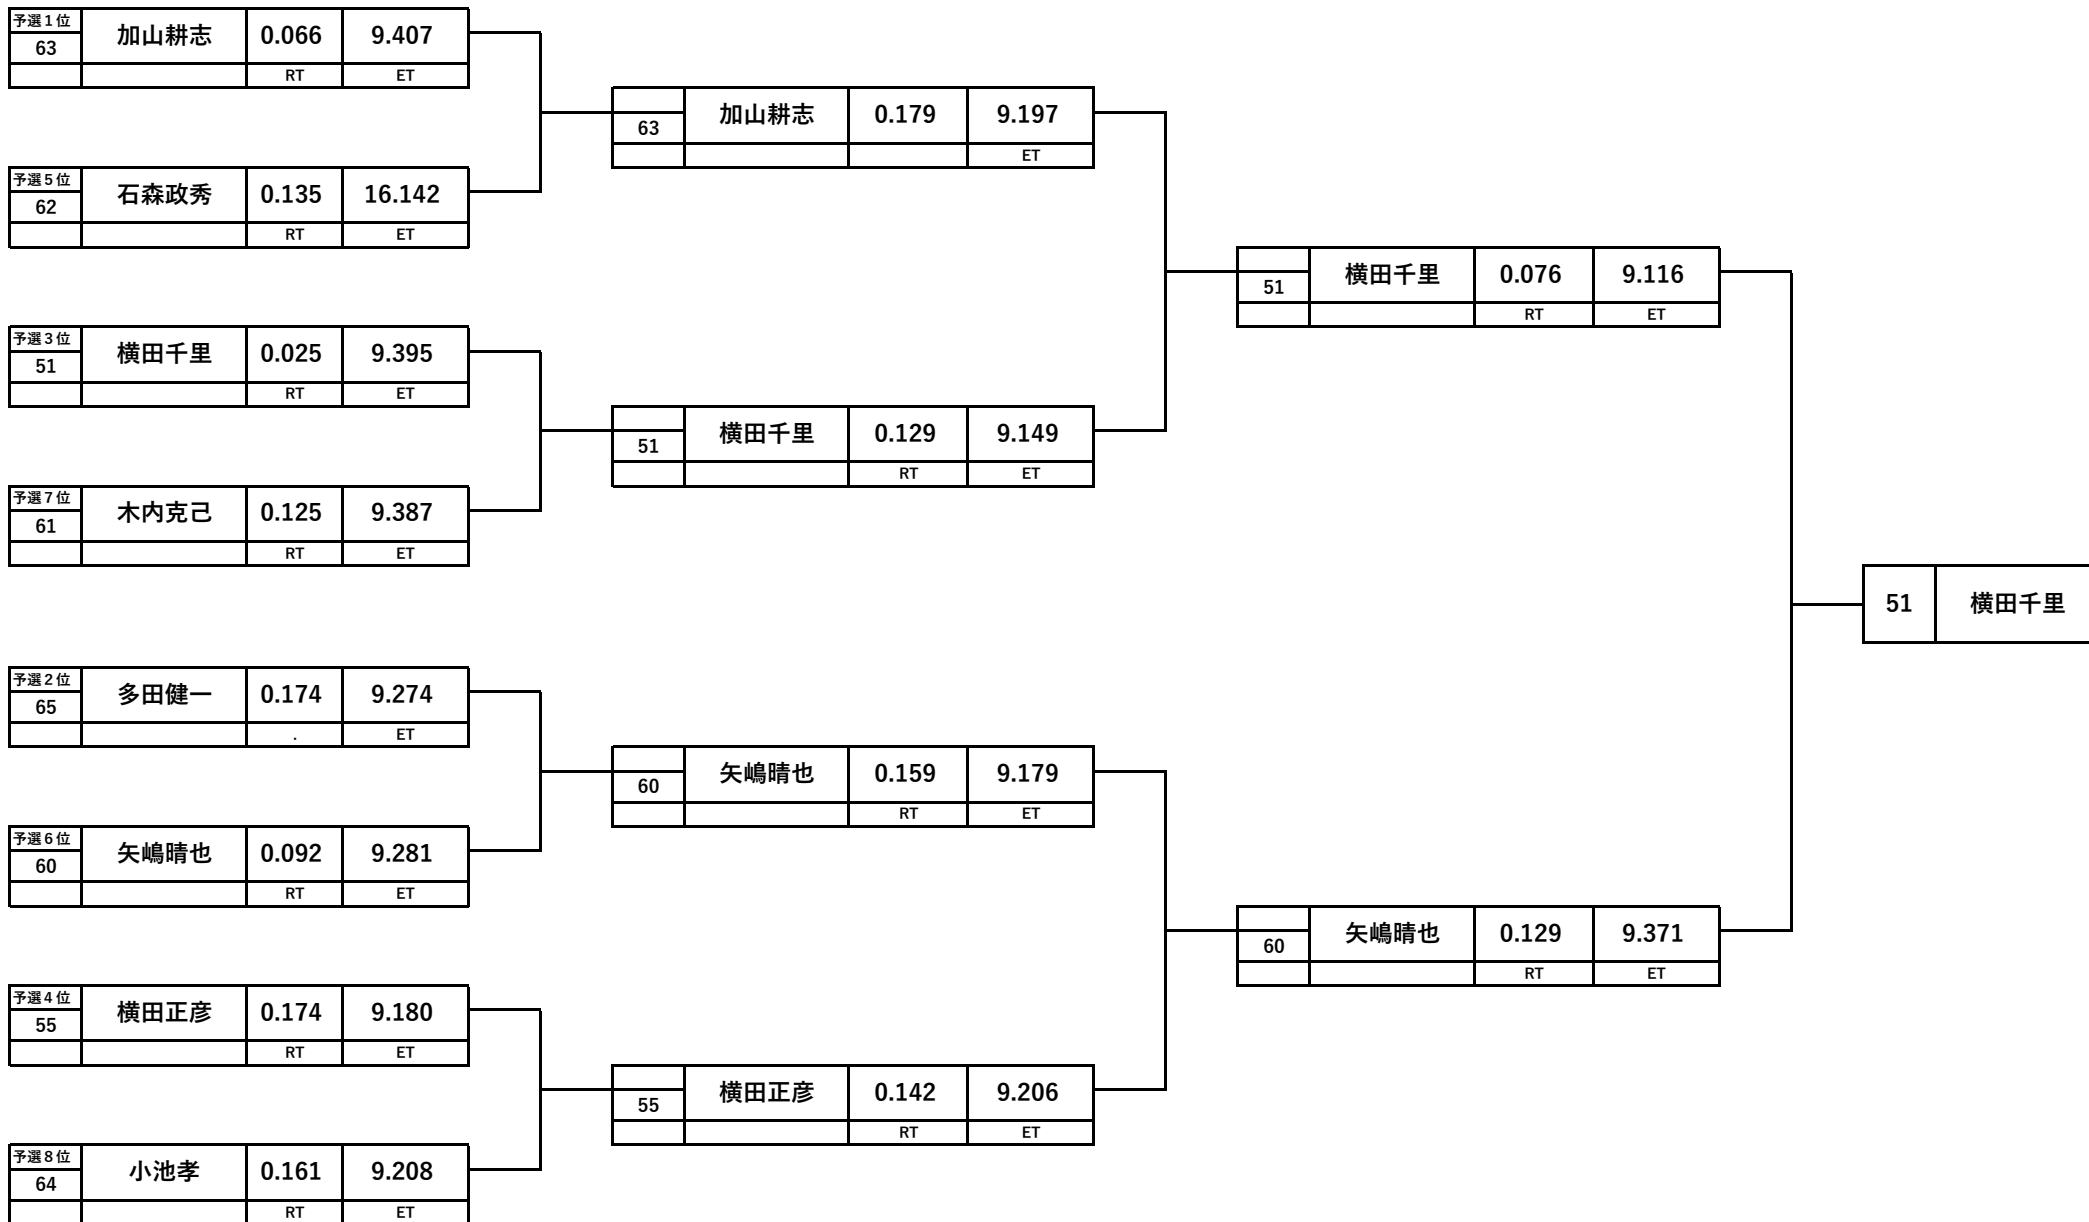 予選1位
63
加山耕志
0.066
9.407
RT
ET
予選5位
62
石森政秀
0.135
16.142
RT
ET
予選3位
51
横田千里
0.025
9.395
RT
ET
予選7位
61
木内克己
0.125
9.387
RT
ET
予選2位
65
多田健一
0.174
9.274
.
ET
予選6位
60
矢嶋晴也
0.092
9.281
RT
ET
予選4位
55
横田正彦
0.174
9.180
RT
ET
予選8位
64
小池孝
0.161
9.208
RT
ET
63
加山耕志
0.179
9.197
ET
51
横田千里
0.129
9.149
RT
ET
60
矢嶋晴也
0.159
9.179
RT
ET
55
横田正彦
0.142
9.206
RT
ET
51
横田千里
0.076
9.116
RT
ET
60
矢嶋晴也
0.129
9.371
RT
ET
51
横田千里